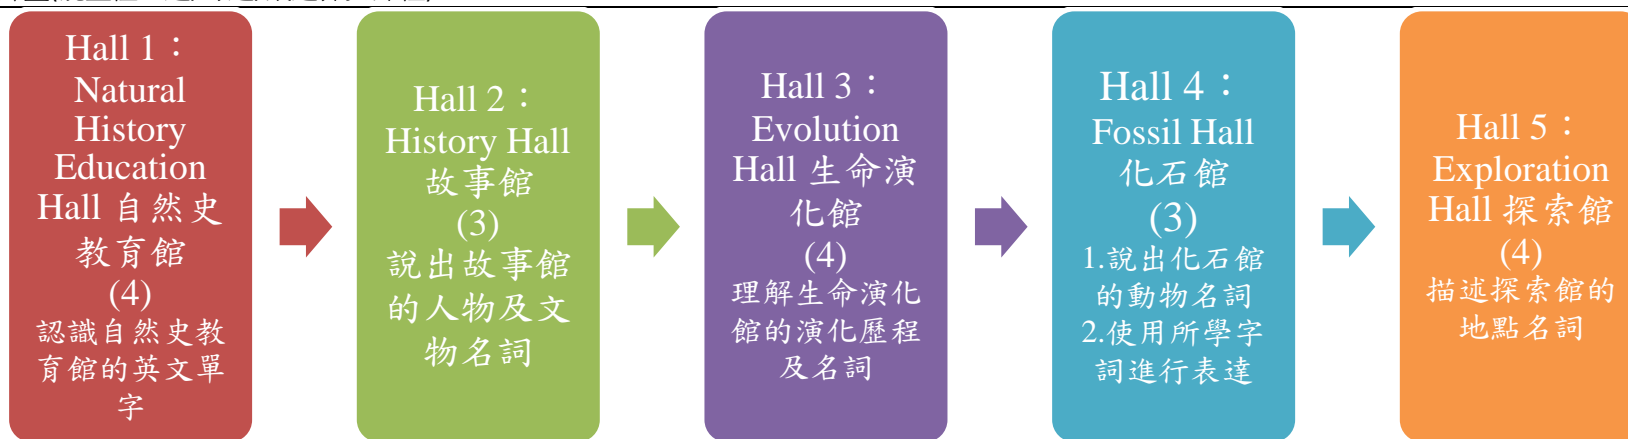 Hall 1：
Natural
History
Education
Hall 自然史
教育館
(4)
認識自然史教
育館的英文單
字
Hall 2：
History Hall
故事館
(3)
說出故事館
的人物及文
物名詞
Hall 3：
Evolution
Hall 生命演
化館
(4)
理解生命演化
館的演化歷程
及名詞
Hall 4：
Fossil Hall
化石館
(3)
1.說出化石館
的動物名詞
2.使用所學字
詞進行表達
Hall 5：
Exploration
Hall 探索館
(4)
描述探索館的
地點名詞